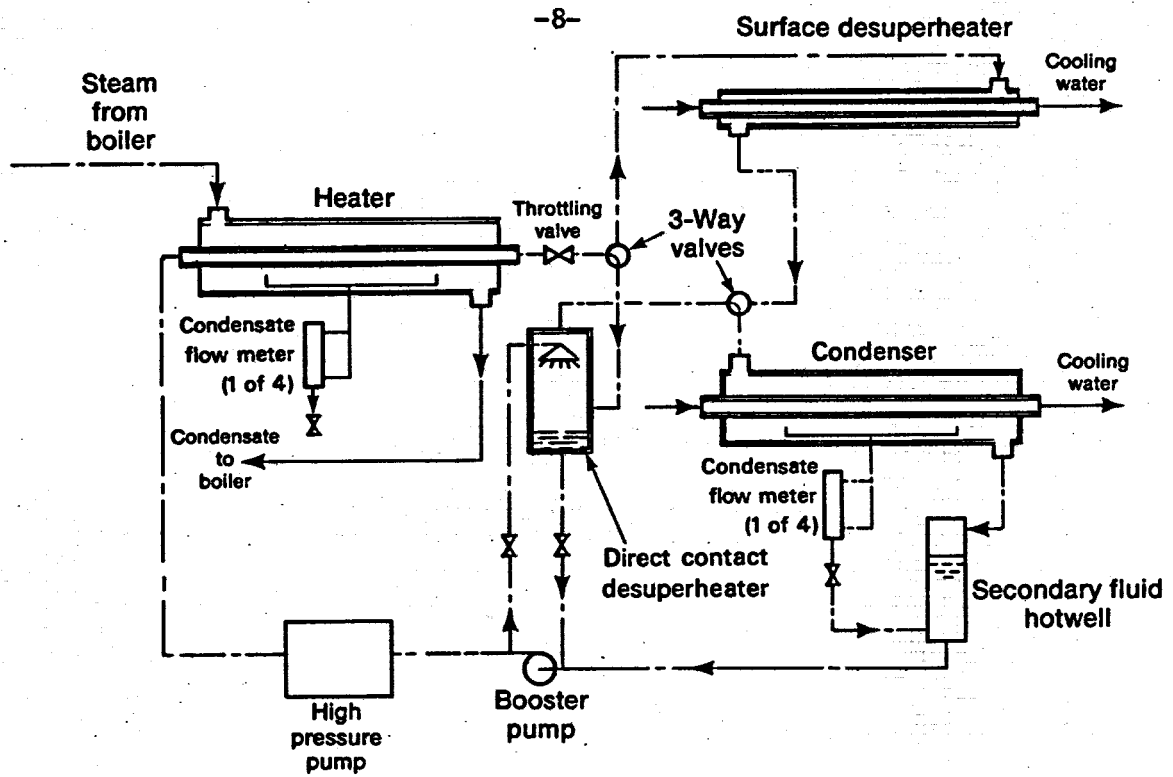 -8-
Surface desuperheater
Cooling
water
Steam
from
boiler
Heater
Throttling
valve
3-Way
valves
Condensate
flow meter
(1 of 4)
Condenser
Cooling
water
Condensate
to
boiler
Condensate
flow meter
(1 of 4)
Direct contact
desuperheater
Secondary fluid
hotwell
Booster
pump
High
pressure
pump